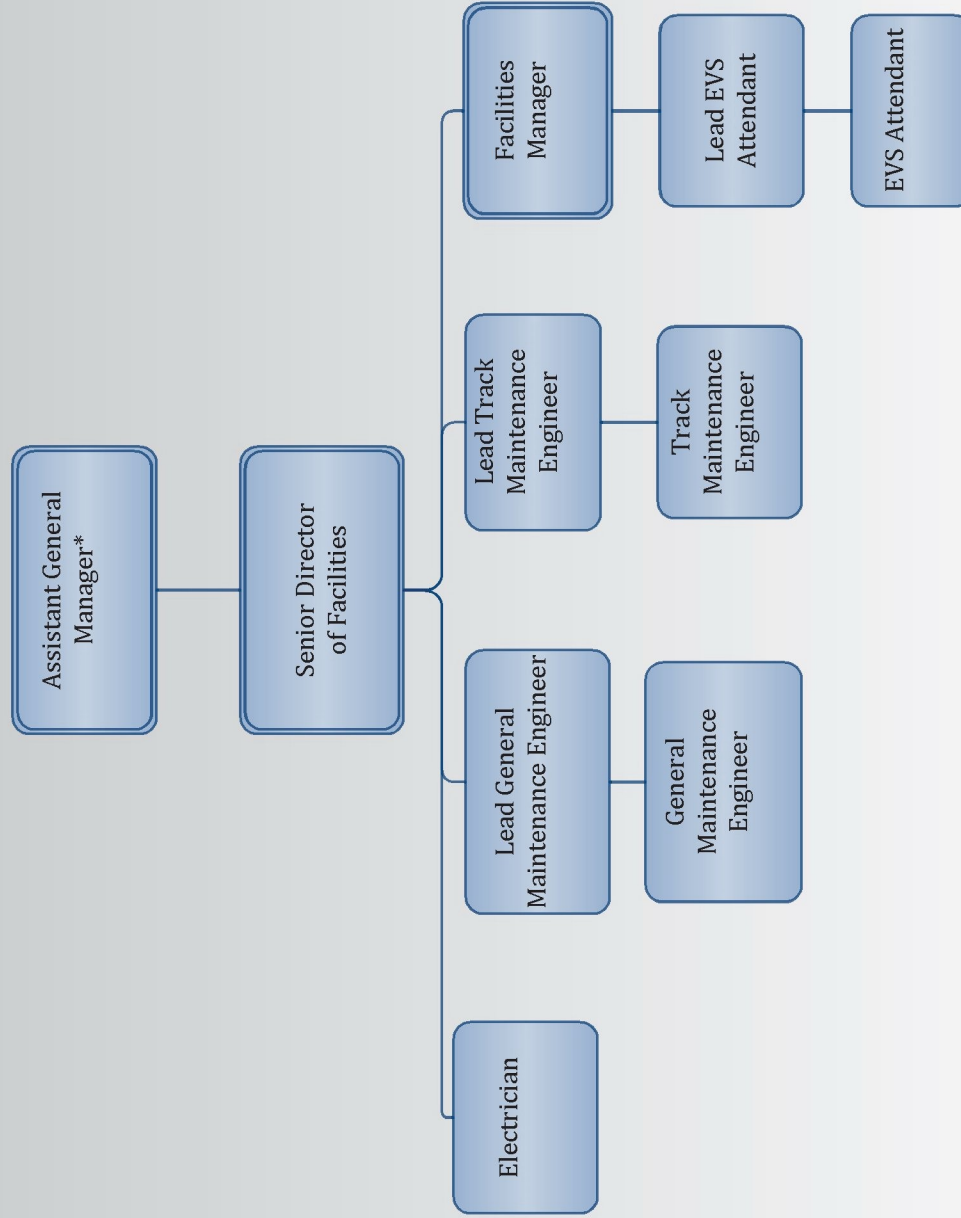 Assistant General
Manager*
Senior Director
of Facilities
Electrician
Lead General
Maintenance Engineer
General
Maintenance
Engineer
Lead Track
Maintenance
Engineer
Track
Maintenance
Engineer
Facilities
Manager
Lead EVS
Attendant
EVS Attendant